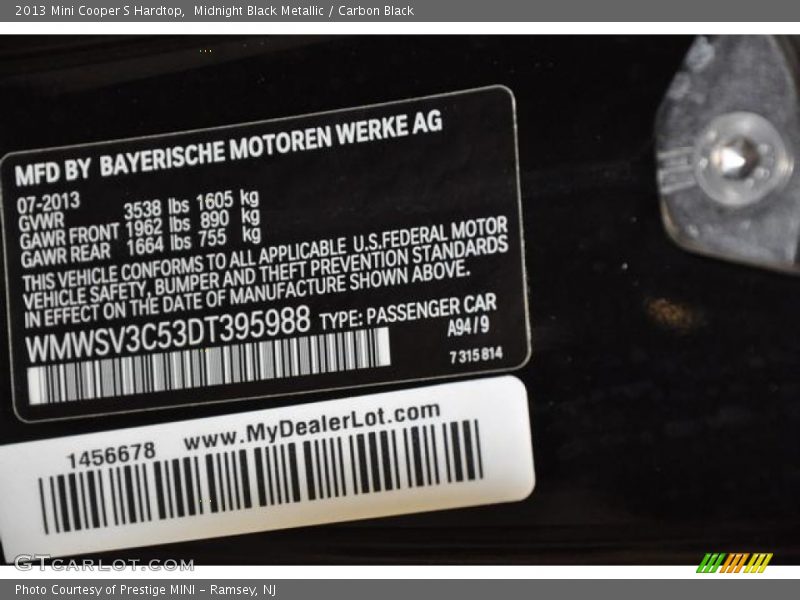 2013 Mini Cooper S Hardtop,  Midnight Black Metallic / Carbon Black
MFD BY BAYERISCHE MOTOREN WERKE AG
07-2013
GVWR 3538 lbs 1605 kg
GAWR FRONT 1962 lbs 890 kg
GAWR REAR 1664 lbs 755 kg
THIS VEHICLE CONFORMS TO ALL APPLICABLE U.S.FEDERAL MOTOR
VEHICLE SAFETY, BUMPER AND THEFT PREVENTION STANDARDS
IN EFFECT ON THE DATE OF MANUFACTURE SHOWN ABOVE.
WMWSV3C53DT395988 TYPE: PASSENGER CAR
A94/9
7 315 814
1456678 www.MyDealerLot.com
GTCARLOT.COM
Photo Courtesy of Prestige MINI - Ramsey, NJ